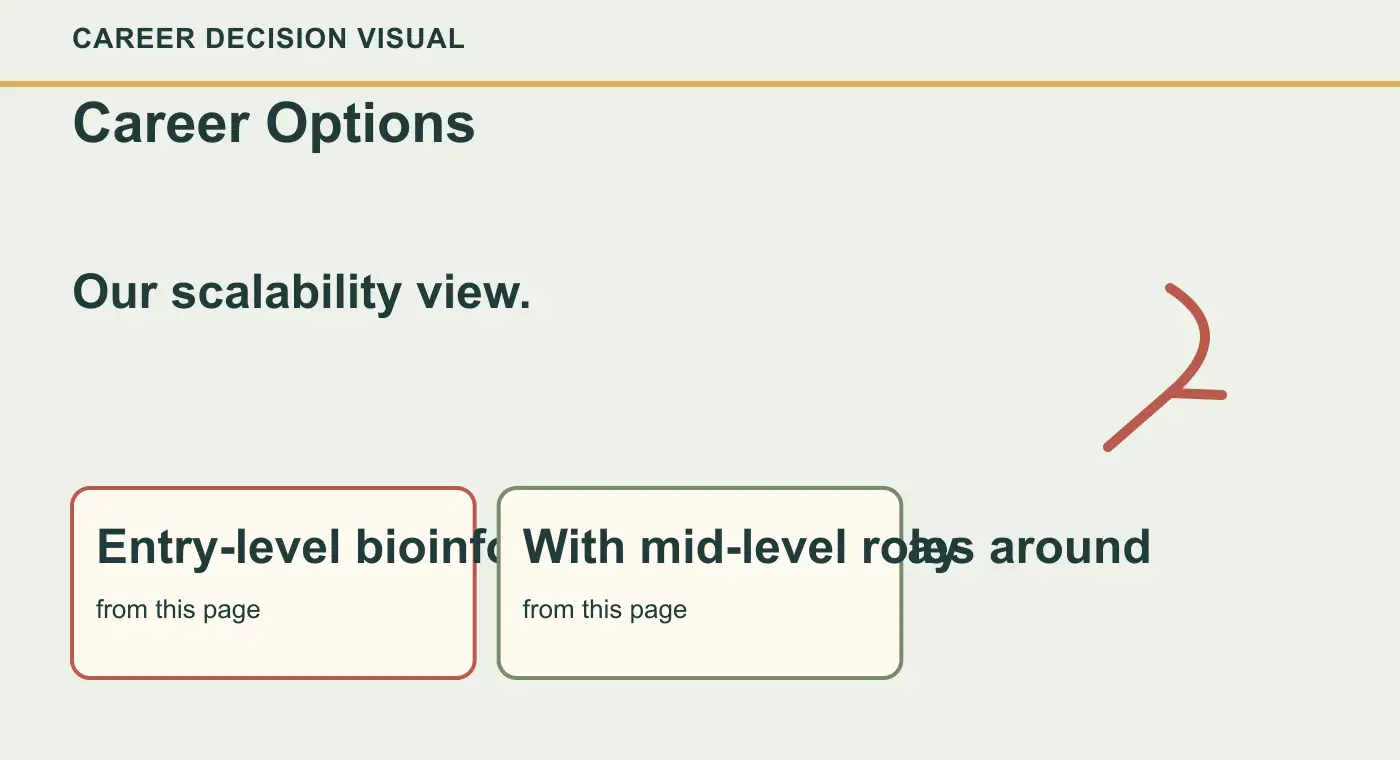 CAREER DECISION VISUAL
Career Options
Our scalability view.
Entry-level
With mid-level roles around
from this page
from this page